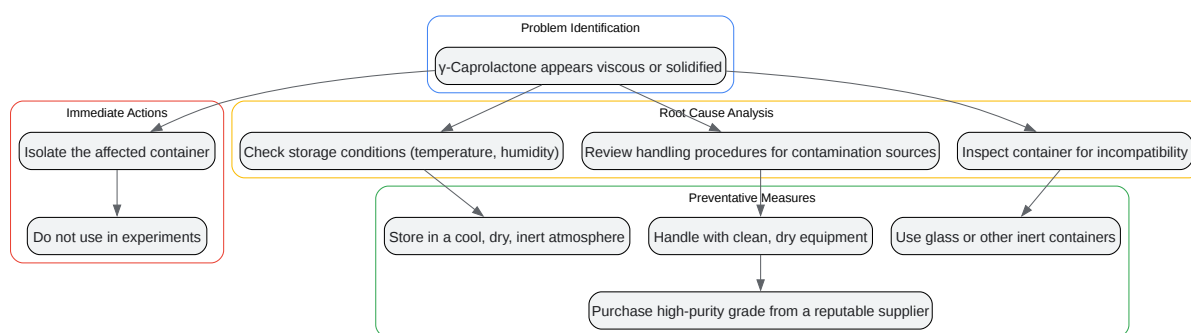 Problem Identification
γ-Caprolactone appears viscous or solidified
Immediate Actions
Root Cause Analysis
Isolate the affected container
Check storage conditions (temperature, humidity)
Review handling procedures for contamination sources
Inspect container for incompatibility
Preventative Measures
Do not use in experiments
Store in a cool, dry, inert atmosphere
Handle with clean, dry equipment
Use glass or other inert containers
Purchase high-purity grade from a reputable supplier